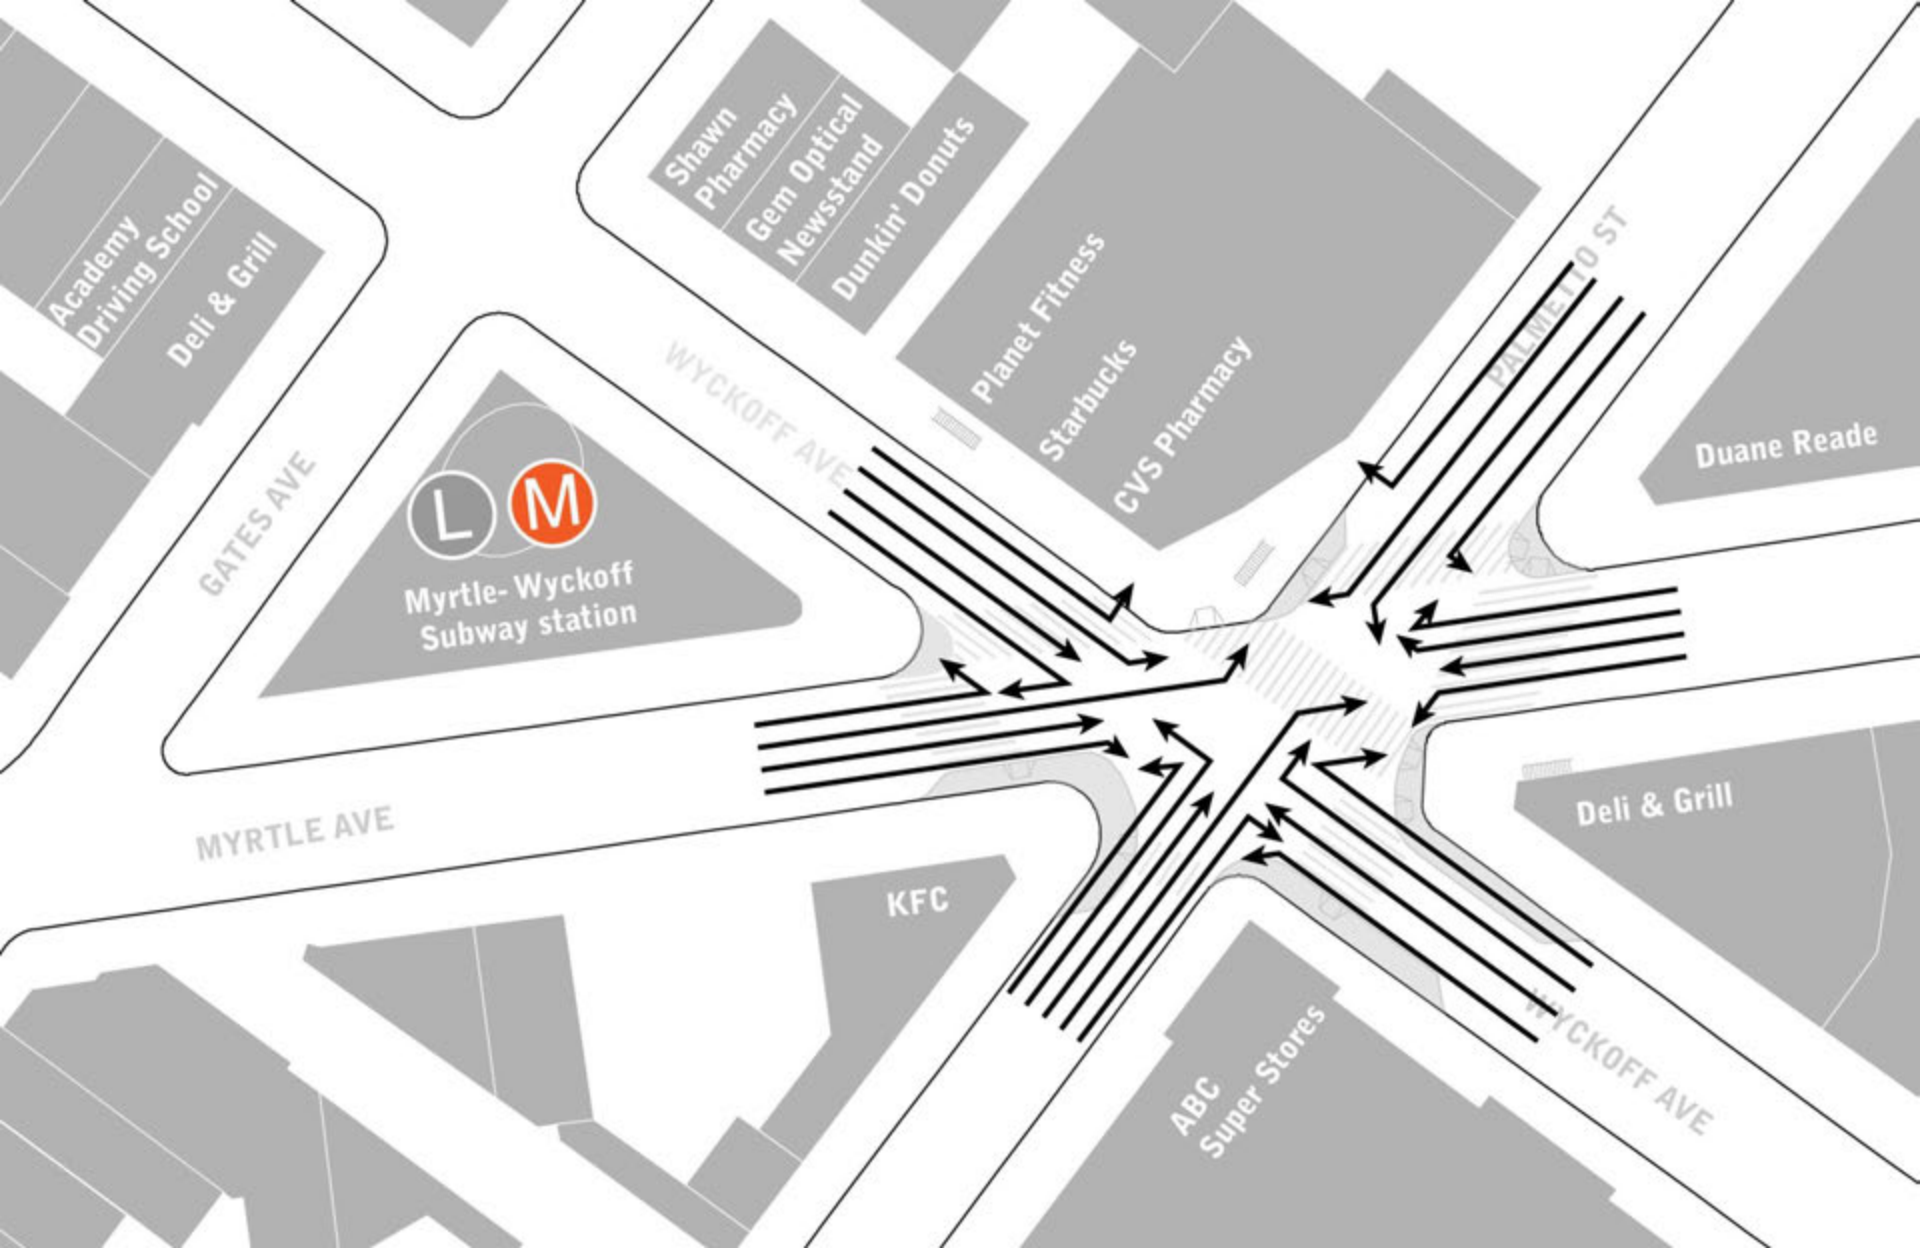 Shawn
Pharmacy
Gem Optical
Newsstand
Dunkin' Donuts
Academy
Driving School
Deli & Grill
Planet Fitness
Starbucks
CVS Pharmacy
PALMETTO ST
Duane Reade
WYCKOFF AVE
GATES AVE
L
M
Myrtle- Wyckoff
Subway station
MYRTLE AVE
KFC
Deli & Grill
ABC
Super Stores
WYCKOFF AVE